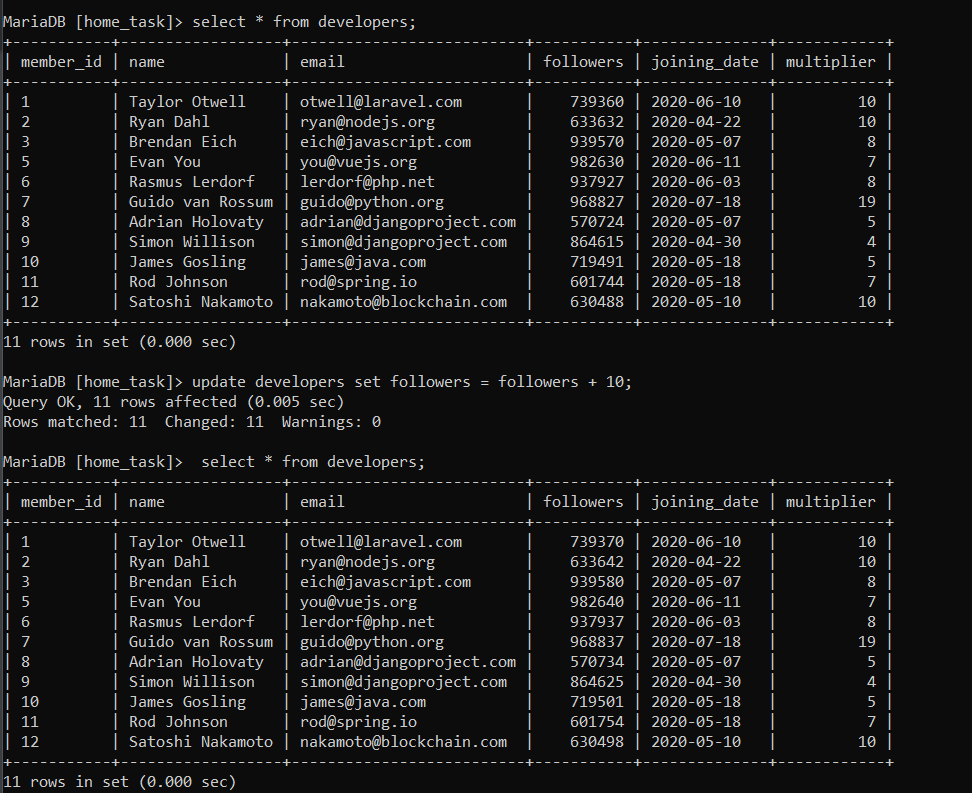 MariaDB [home_task]> select * from developers;
+-----------+------------------+--------------------------+-----------+--------------+------------+
| member_id | name             | email                    | followers | joining_date | multiplier |
+-----------+------------------+--------------------------+-----------+--------------+------------+
| 1         | Taylor Otwell    | otwell@laravel.com       |    739360 | 2020-06-10   |         10 |
| 2         | Ryan Dahl        | ryan@nodejs.org          |    633632 | 2020-04-22   |         10 |
| 3         | Brendan Eich     | eich@javascript.com      |    939570 | 2020-05-07   |          8 |
| 5         | Evan You         | you@vuejs.org            |    982630 | 2020-06-11   |          7 |
| 6         | Rasmus Lerdorf   | lerdorf@php.net          |    937927 | 2020-06-03   |          8 |
| 7         | Guido van Rossum | guido@python.org         |    968827 | 2020-07-18   |         19 |
| 8         | Adrian Holovaty  | adrian@djangoproject.com |    570724 | 2020-05-07   |          5 |
| 9         | Simon Willison   | simon@djangoproject.com  |    864615 | 2020-04-30   |          4 |
| 10        | James Gosling    | james@java.com           |    719491 | 2020-05-18   |          5 |
| 11        | Rod Johnson      | rod@spring.io            |    601744 | 2020-05-18   |          7 |
| 12        | Satoshi Nakamoto | nakamoto@blockchain.com  |    630488 | 2020-05-10   |         10 |
+-----------+------------------+--------------------------+-----------+--------------+------------+
11 rows in set (0.000 sec)
MariaDB [home_task]> update developers set followers = followers + 10;
Query OK, 11 rows affected (0.005 sec)
Rows matched: 11  Changed: 11  Warnings: 0
MariaDB [home_task]>  select * from developers;
+-----------+------------------+--------------------------+-----------+--------------+------------+
| member_id | name             | email                    | followers | joining_date | multiplier |
+-----------+------------------+--------------------------+-----------+--------------+------------+
| 1         | Taylor Otwell    | otwell@laravel.com       |    739370 | 2020-06-10   |         10 |
| 2         | Ryan Dahl        | ryan@nodejs.org          |    633642 | 2020-04-22   |         10 |
| 3         | Brendan Eich     | eich@javascript.com      |    939580 | 2020-05-07   |          8 |
| 5         | Evan You         | you@vuejs.org            |    982640 | 2020-06-11   |          7 |
| 6         | Rasmus Lerdorf   | lerdorf@php.net          |    937937 | 2020-06-03   |          8 |
| 7         | Guido van Rossum | guido@python.org         |    968837 | 2020-07-18   |         19 |
| 8         | Adrian Holovaty  | adrian@djangoproject.com |    570734 | 2020-05-07   |          5 |
| 9         | Simon Willison   | simon@djangoproject.com  |    864625 | 2020-04-30   |          4 |
| 10        | James Gosling    | james@java.com           |    719501 | 2020-05-18   |          5 |
| 11        | Rod Johnson      | rod@spring.io            |    601754 | 2020-05-18   |          7 |
| 12        | Satoshi Nakamoto | nakamoto@blockchain.com  |    630498 | 2020-05-10   |         10 |
+-----------+------------------+--------------------------+-----------+--------------+------------+
11 rows in set (0.000 sec)